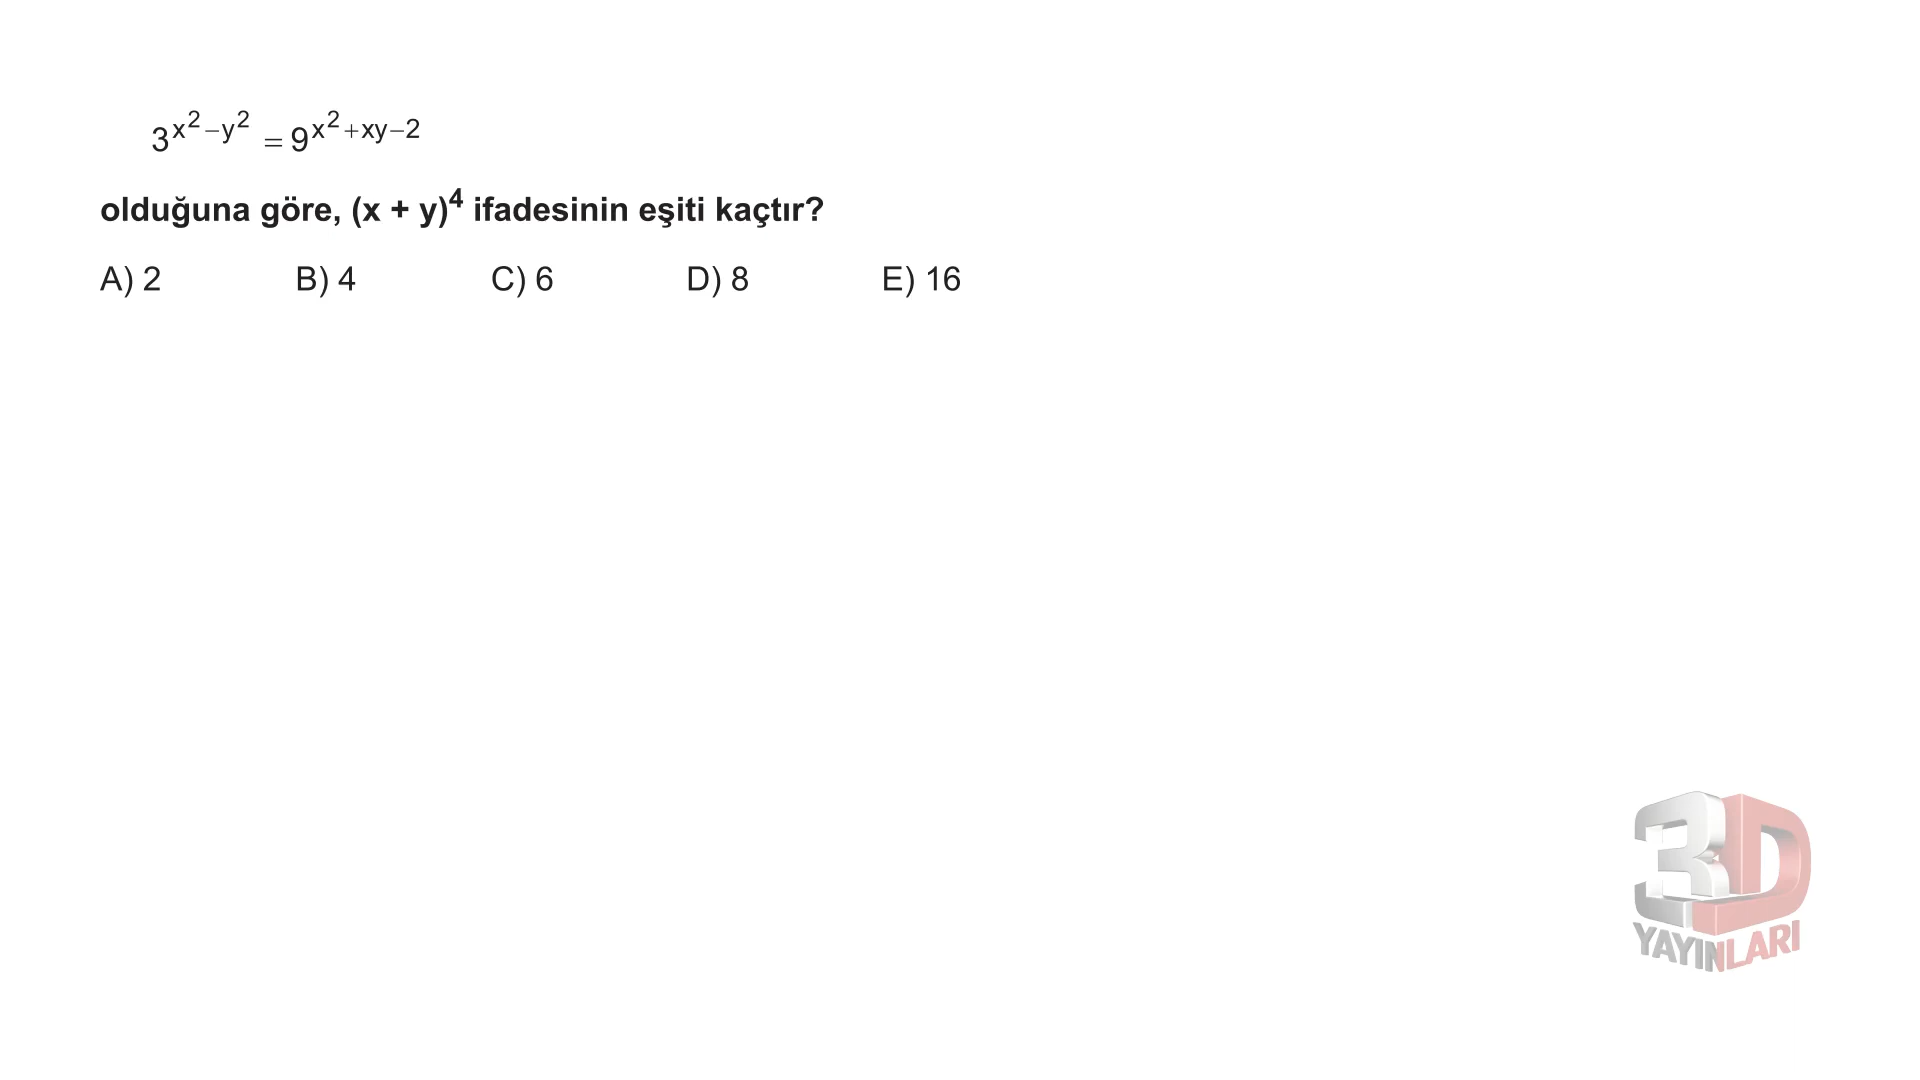 3^{x^2-y^2} = 9^{x^2+xy-2}
olduğuna göre, (x + y)^4 ifadesinin eşiti kaçtır?
A) 2 B) 4 C) 6 D) 8 E) 16
3D
YAYINLARI